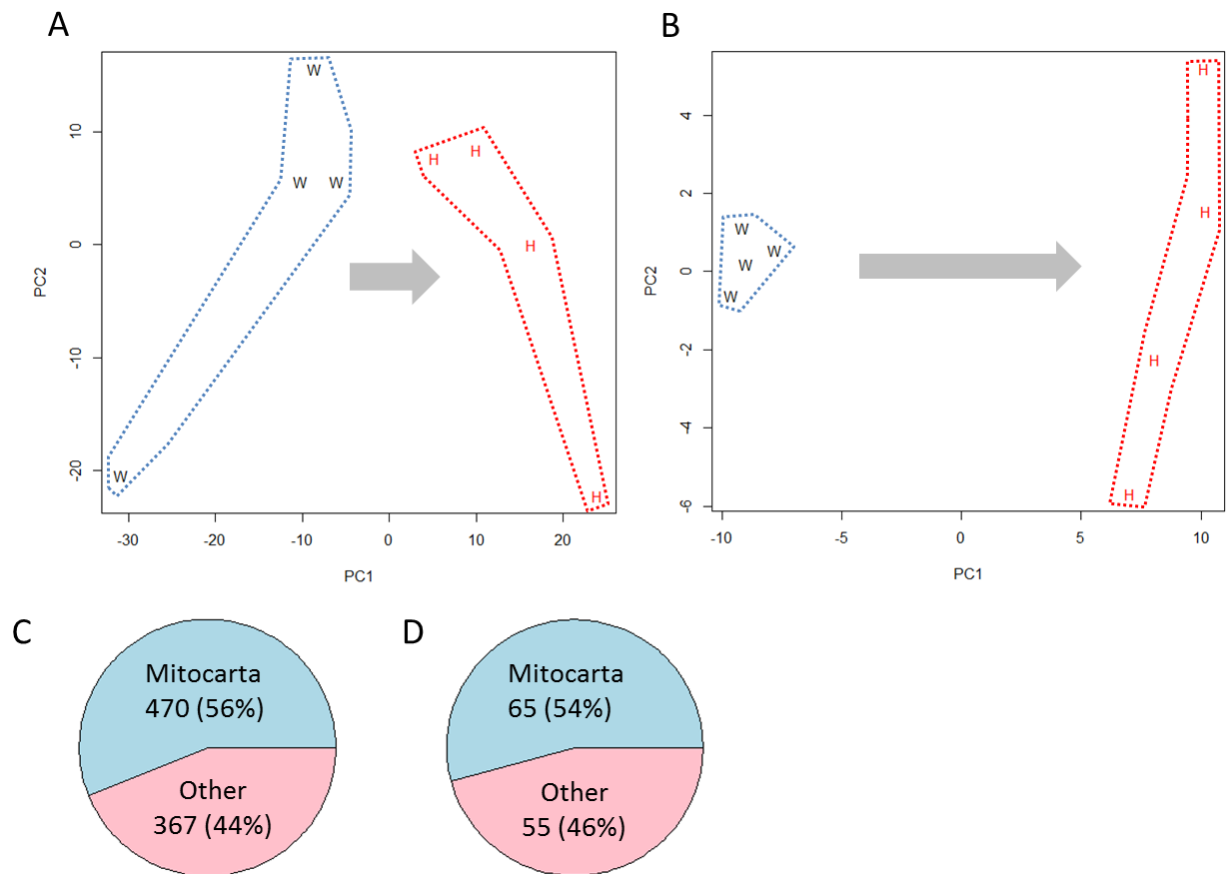 A
B
W
W W
W
H H
H
H
W
W
W
W
H
H
H
H
10
0
-10
-20
PC2
-30 -20 -10 0 10 20
PC1
4
2
0
-2
-4
-6
PC2
-10 -5 0 5 10
PC1
C
D
Mitocarta
470 (56%)
Other
367 (44%)
Mitocarta
65 (54%)
Other
55 (46%)